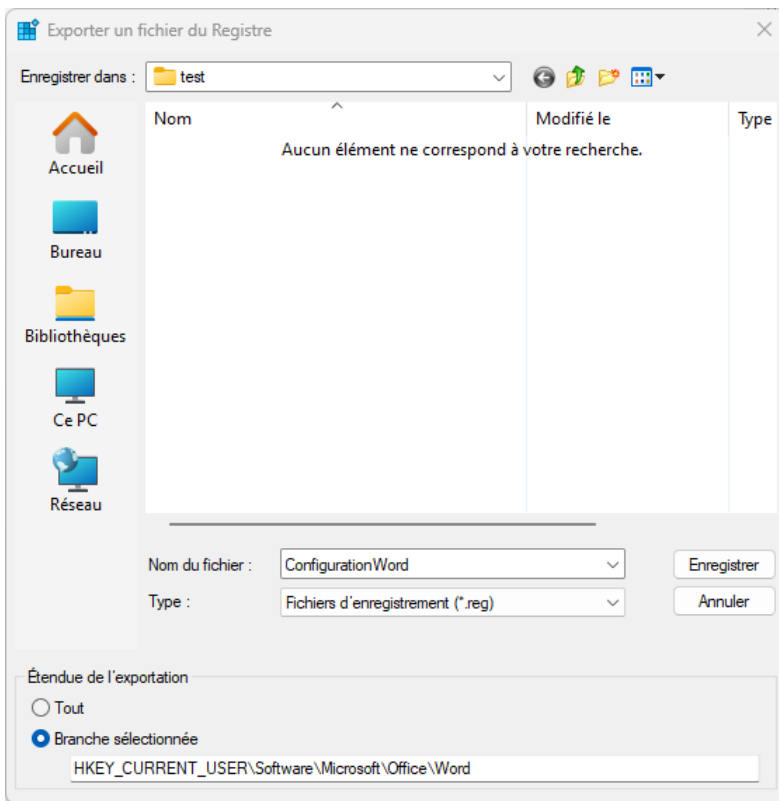 Exporter un fichier du Registre
Enregistrer dans :
test
Nom
Modifié le
Type
Aucun élément ne correspond à votre recherche.
Accueil
Bureau
Bibliothèques
Ce PC
Réseau
Nom du fichier :
ConfigurationWord
Enregistrer
Type :
Fichiers d'enregistrement (*.reg)
Annuler
Étendue de l'exportation
Tout
Branche sélectionnée
HKEY_CURRENT_USER\Software\Microsoft\Office\Word